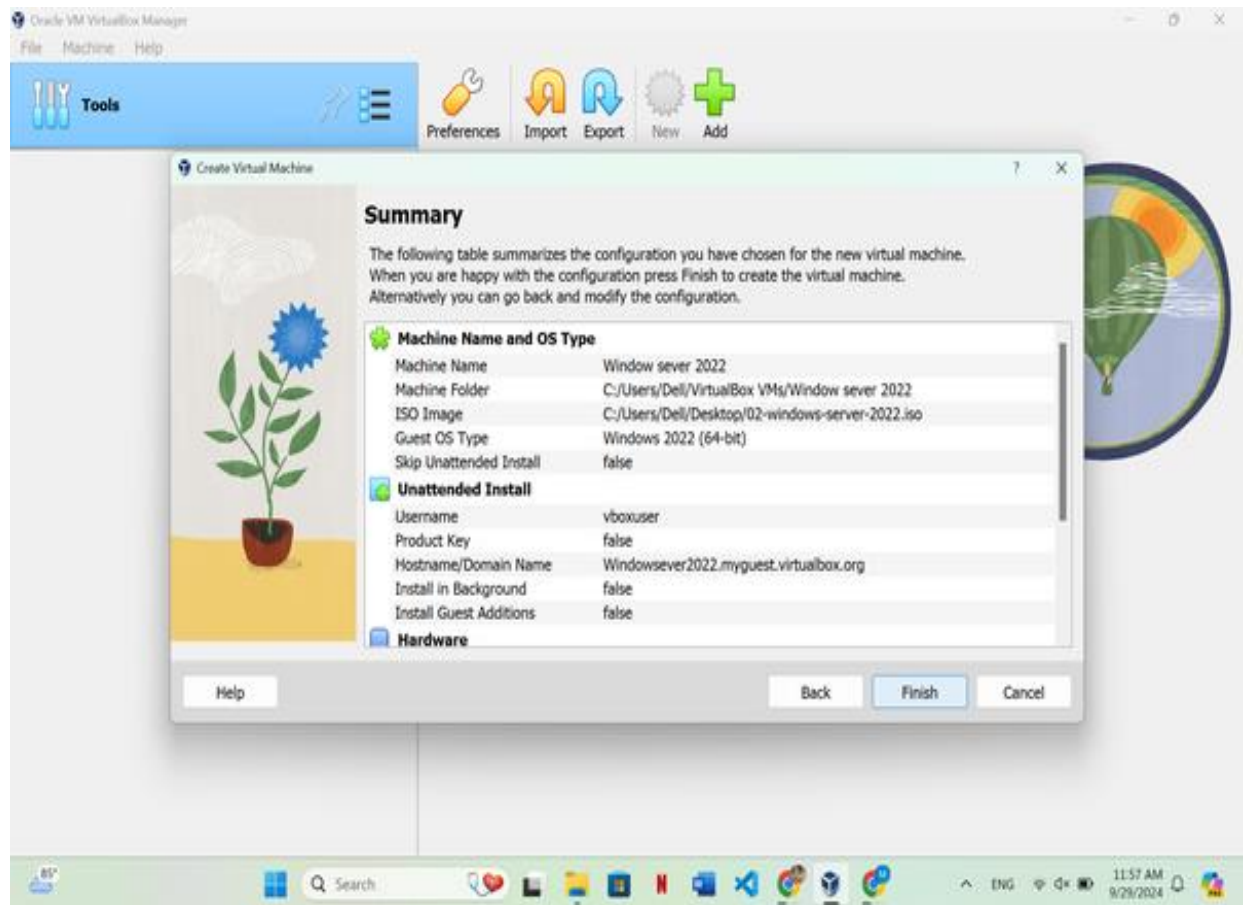 Oracle VM VirtualBox Manager
File Machine Help
Tools
Preferences Import Export New Add
Create Virtual Machine ? X
Summary
The following table summarizes the configuration you have chosen for the new virtual machine.
When you are happy with the configuration press Finish to create the virtual machine.
Alternatively you can go back and modify the configuration.
Machine Name and OS Type
Machine Name Window sever 2022
Machine Folder C:/Users/Dell/VirtualBox VMs/Window sever 2022
ISO Image C:/Users/Dell/Desktop/02-windows-server-2022.iso
Guest OS Type Windows 2022 (64-bit)
Skip Unattended Install false
Unattended Install
Username vboxuser
Product Key false
Hostname/Domain Name Windowsever2022.myguest.virtualbox.org
Install in Background false
Install Guest Additions false
Hardware
Help Back Finish Cancel
85°
Search
ENG
11:57 AM
9/29/2024